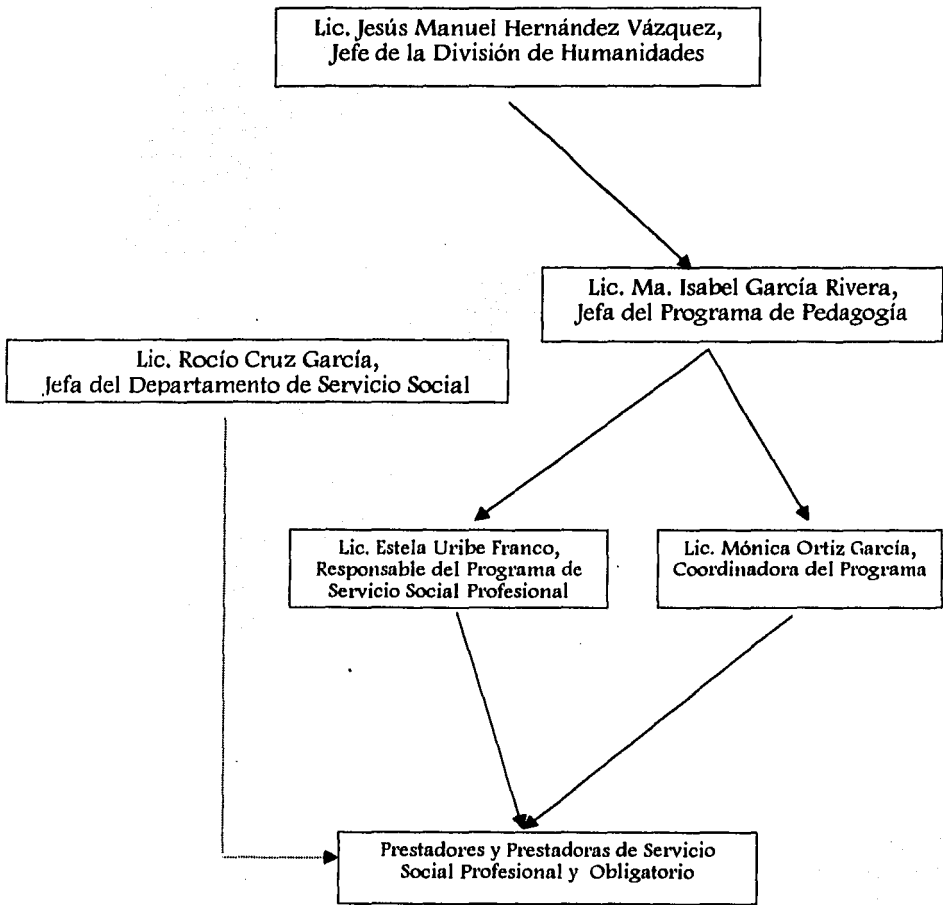 Lic. Jesús Manuel Hernández Vázquez,
Jefe de la División de Humanidades
Lic. Ma. Isabel García Rivera,
Jefa del Programa de Pedagogía
Lic. Rocío Cruz García,
Jefa del Departamento de Servicio Social
Lic. Estela Uribe Franco,
Responsable del Programa de
Servicio Social Profesional
Lic. Mónica Ortiz García,
Coordinadora del Programa
Prestadores y Prestadoras de Servicio
Social Profesional y Obligatorio